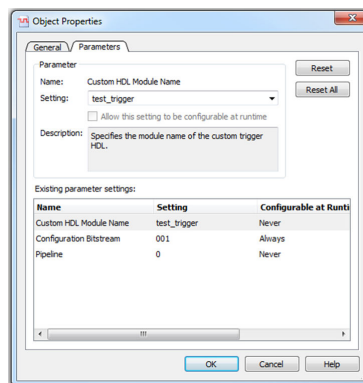 Object Properties
General Parameters
Parameter
Name: Custom HDL Module Name
Setting: test_trigger
Allow this setting to be configurable at runtime
Description: Specifies the module name of the custom trigger
HDL.
Reset
Reset All
Existing parameter settings:
Name Setting Configurable at Runti
Custom HDL Module Name test_trigger Never
Configuration Bitstream 001 Always
Pipeline 0 Never
OK Cancel Help